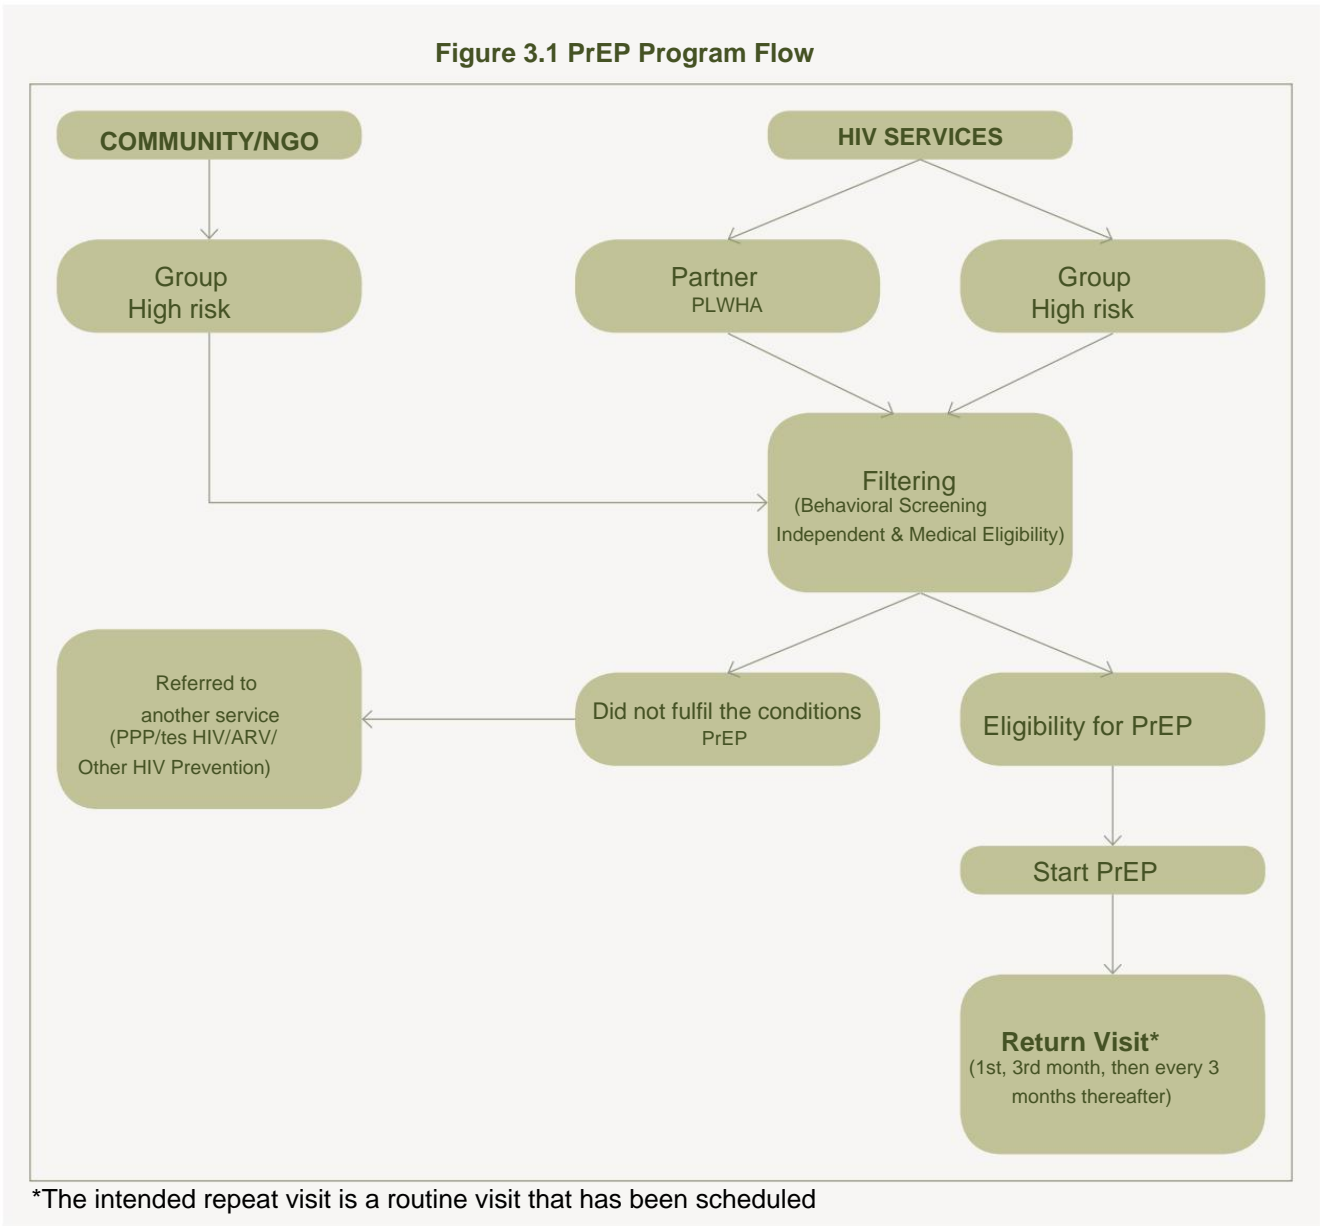 Figure 3.1 PrEP Program Flow
COMMUNITY/NGO
HIV SERVICES
Group
High risk
Partner
PLWHA
Group
High risk
Filtering
(Behavioral Screening
Independent & Medical Eligibility)
Referred to
another service
(PPP/tes HIV/ARV/
Other HIV Prevention)
Did not fulfil the conditions
PrEP
Eligibility for PrEP
Start PrEP
Return Visit*
(1st, 3rd month, then every 3
months thereafter)
*The intended repeat visit is a routine visit that has been scheduled